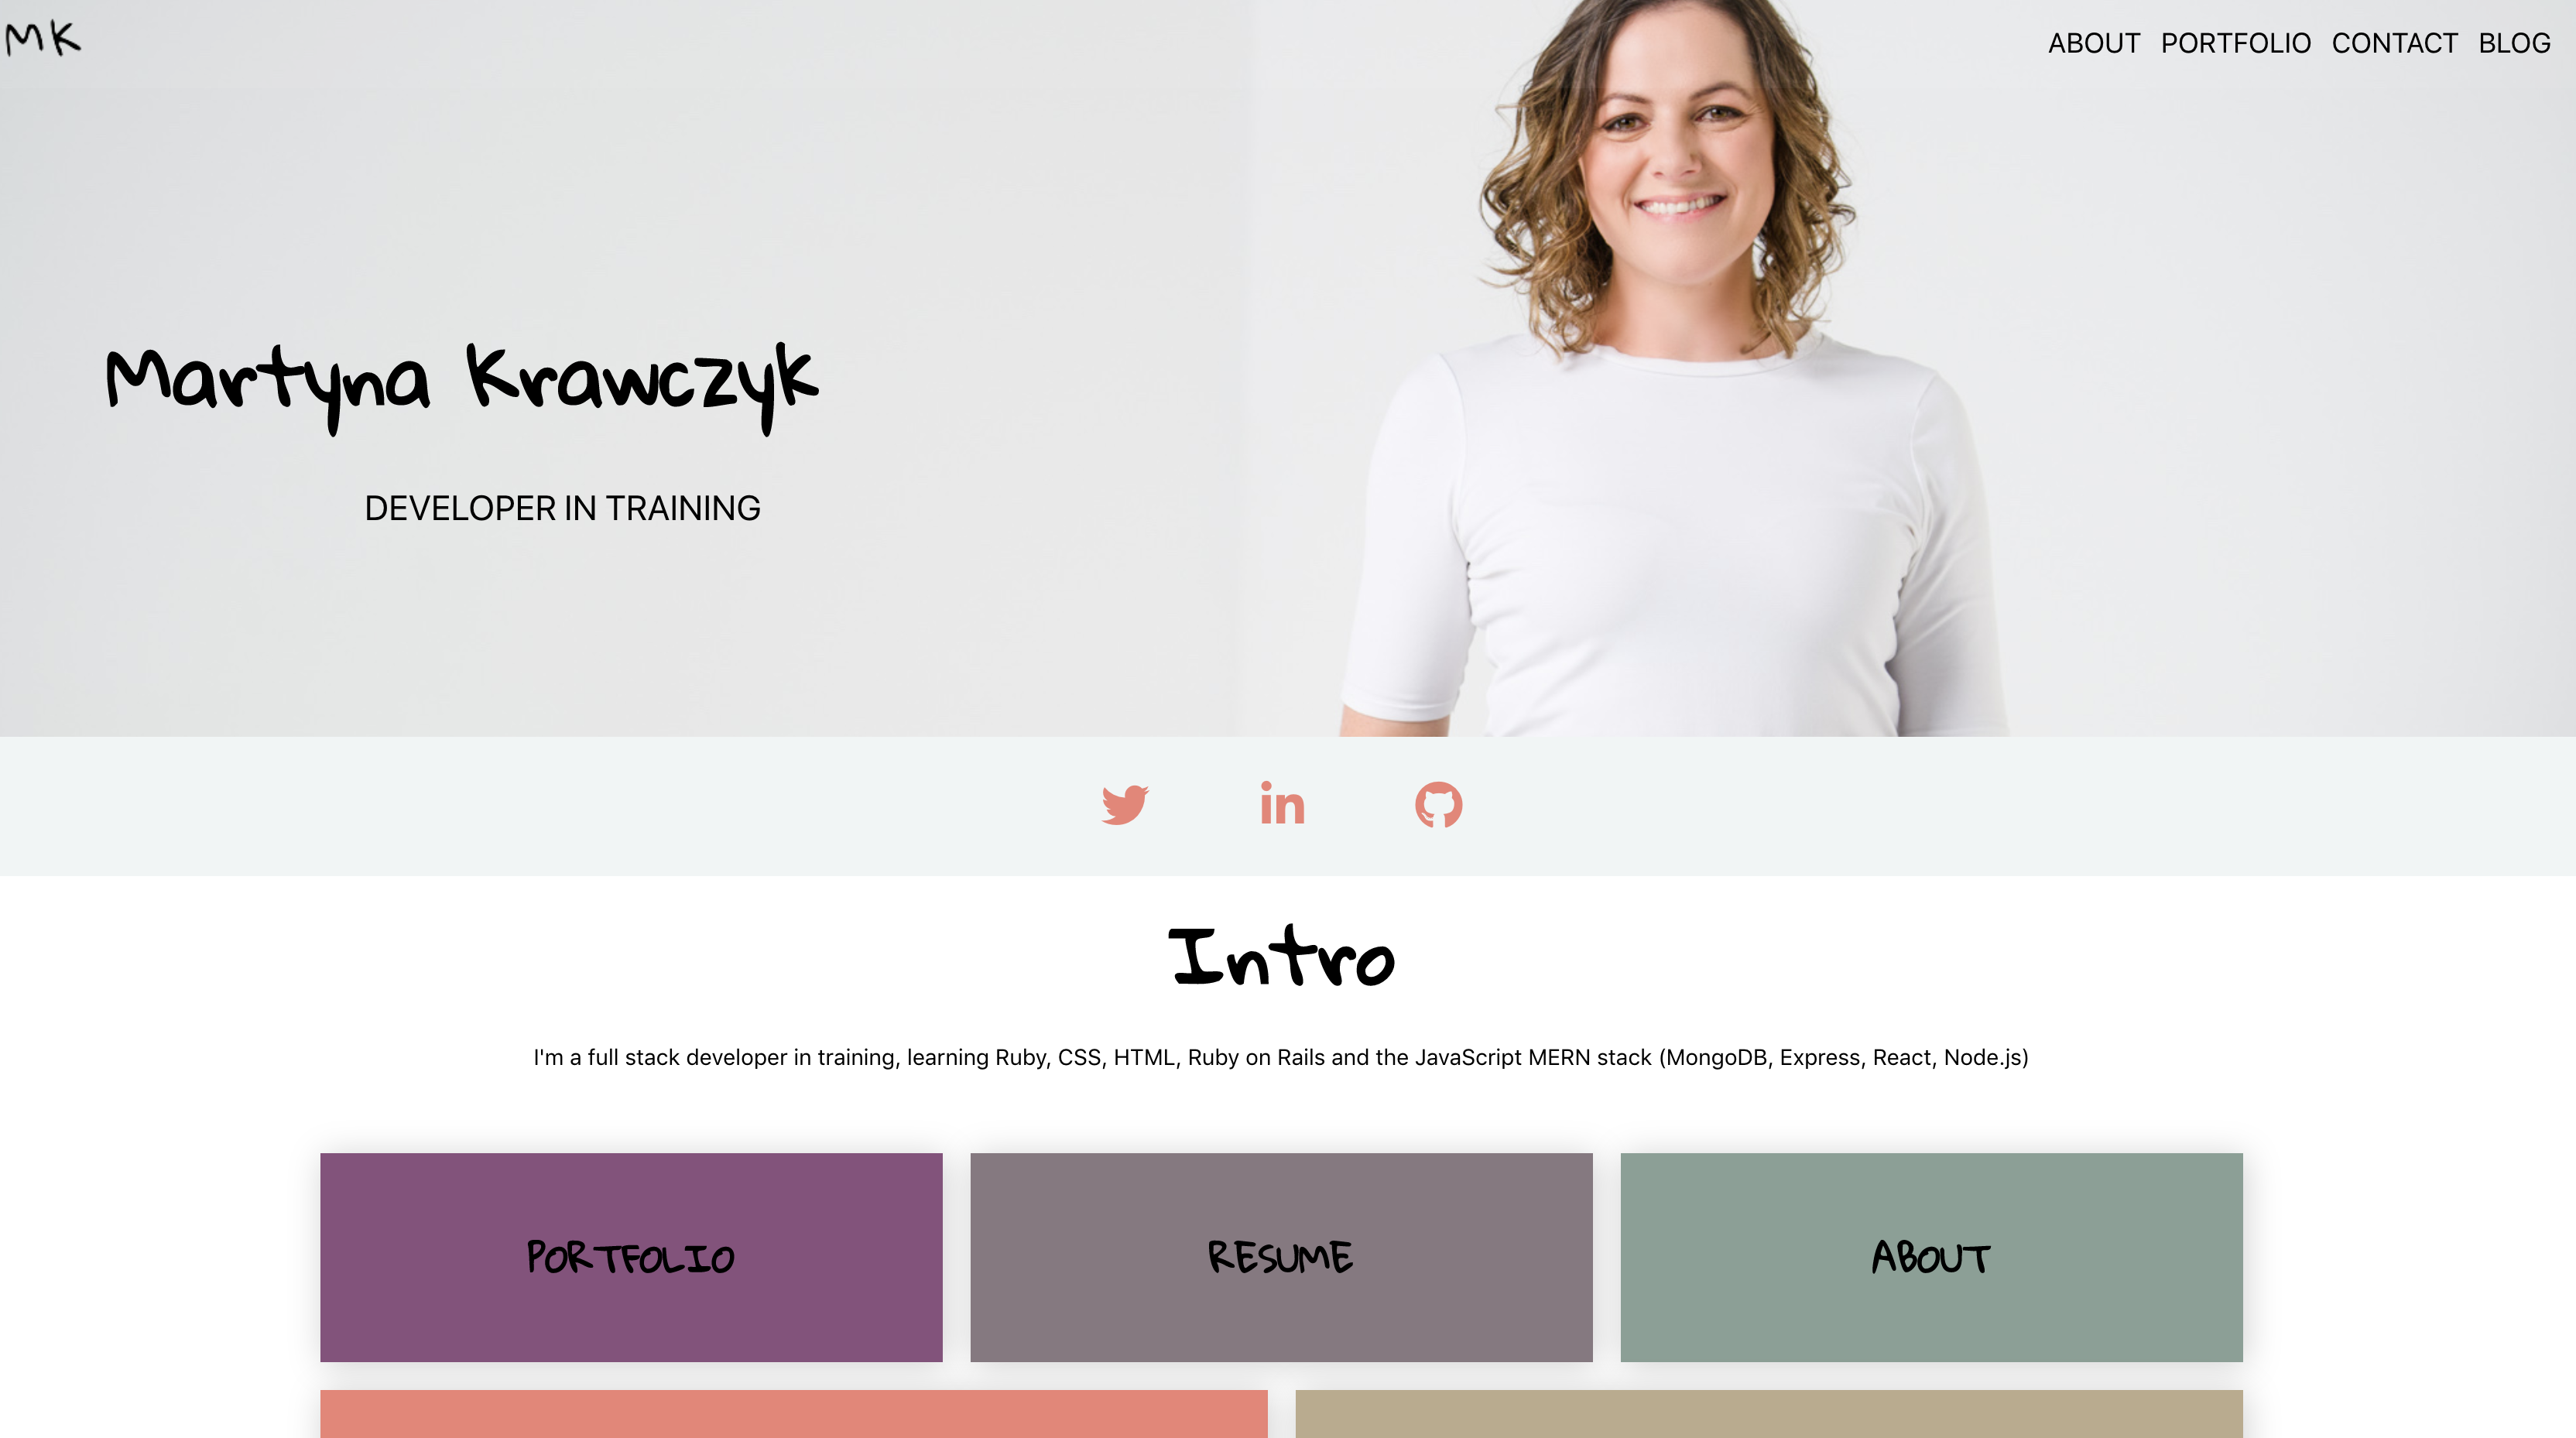 MK
ABOUT PORTFOLIO CONTACT BLOG
Martyna Krawczyk
DEVELOPER IN TRAINING
in
Intro
I'm a full stack developer in training, learning Ruby, CSS, HTML, Ruby on Rails and the JavaScript MERN stack (MongoDB, Express, React, Node.js)
PORTFOLIO
RESUME
ABOUT